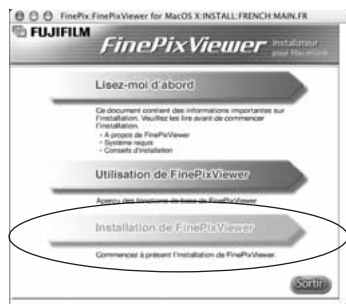 FinePix:FinePixViewer for MacOS X:INSTALL:FRENCH:MAIN.FR
FUJIFILM
FinePixViewer Installateur
pour Macintosh
Lisez-moi d'abord
Ce document contient des informations importantes sur
l'installation. Veuillez les lire avant de commencer
l'installation.
- A propos de FinePixViewer
- Système requis
- Conseils d'installation
Utilisation de FinePixViewer
Aperçu des fonctions de base de FinePixViewer
Installation de FinePixViewer
Commencez à présent l'installation de FinePixViewer.
Sortir